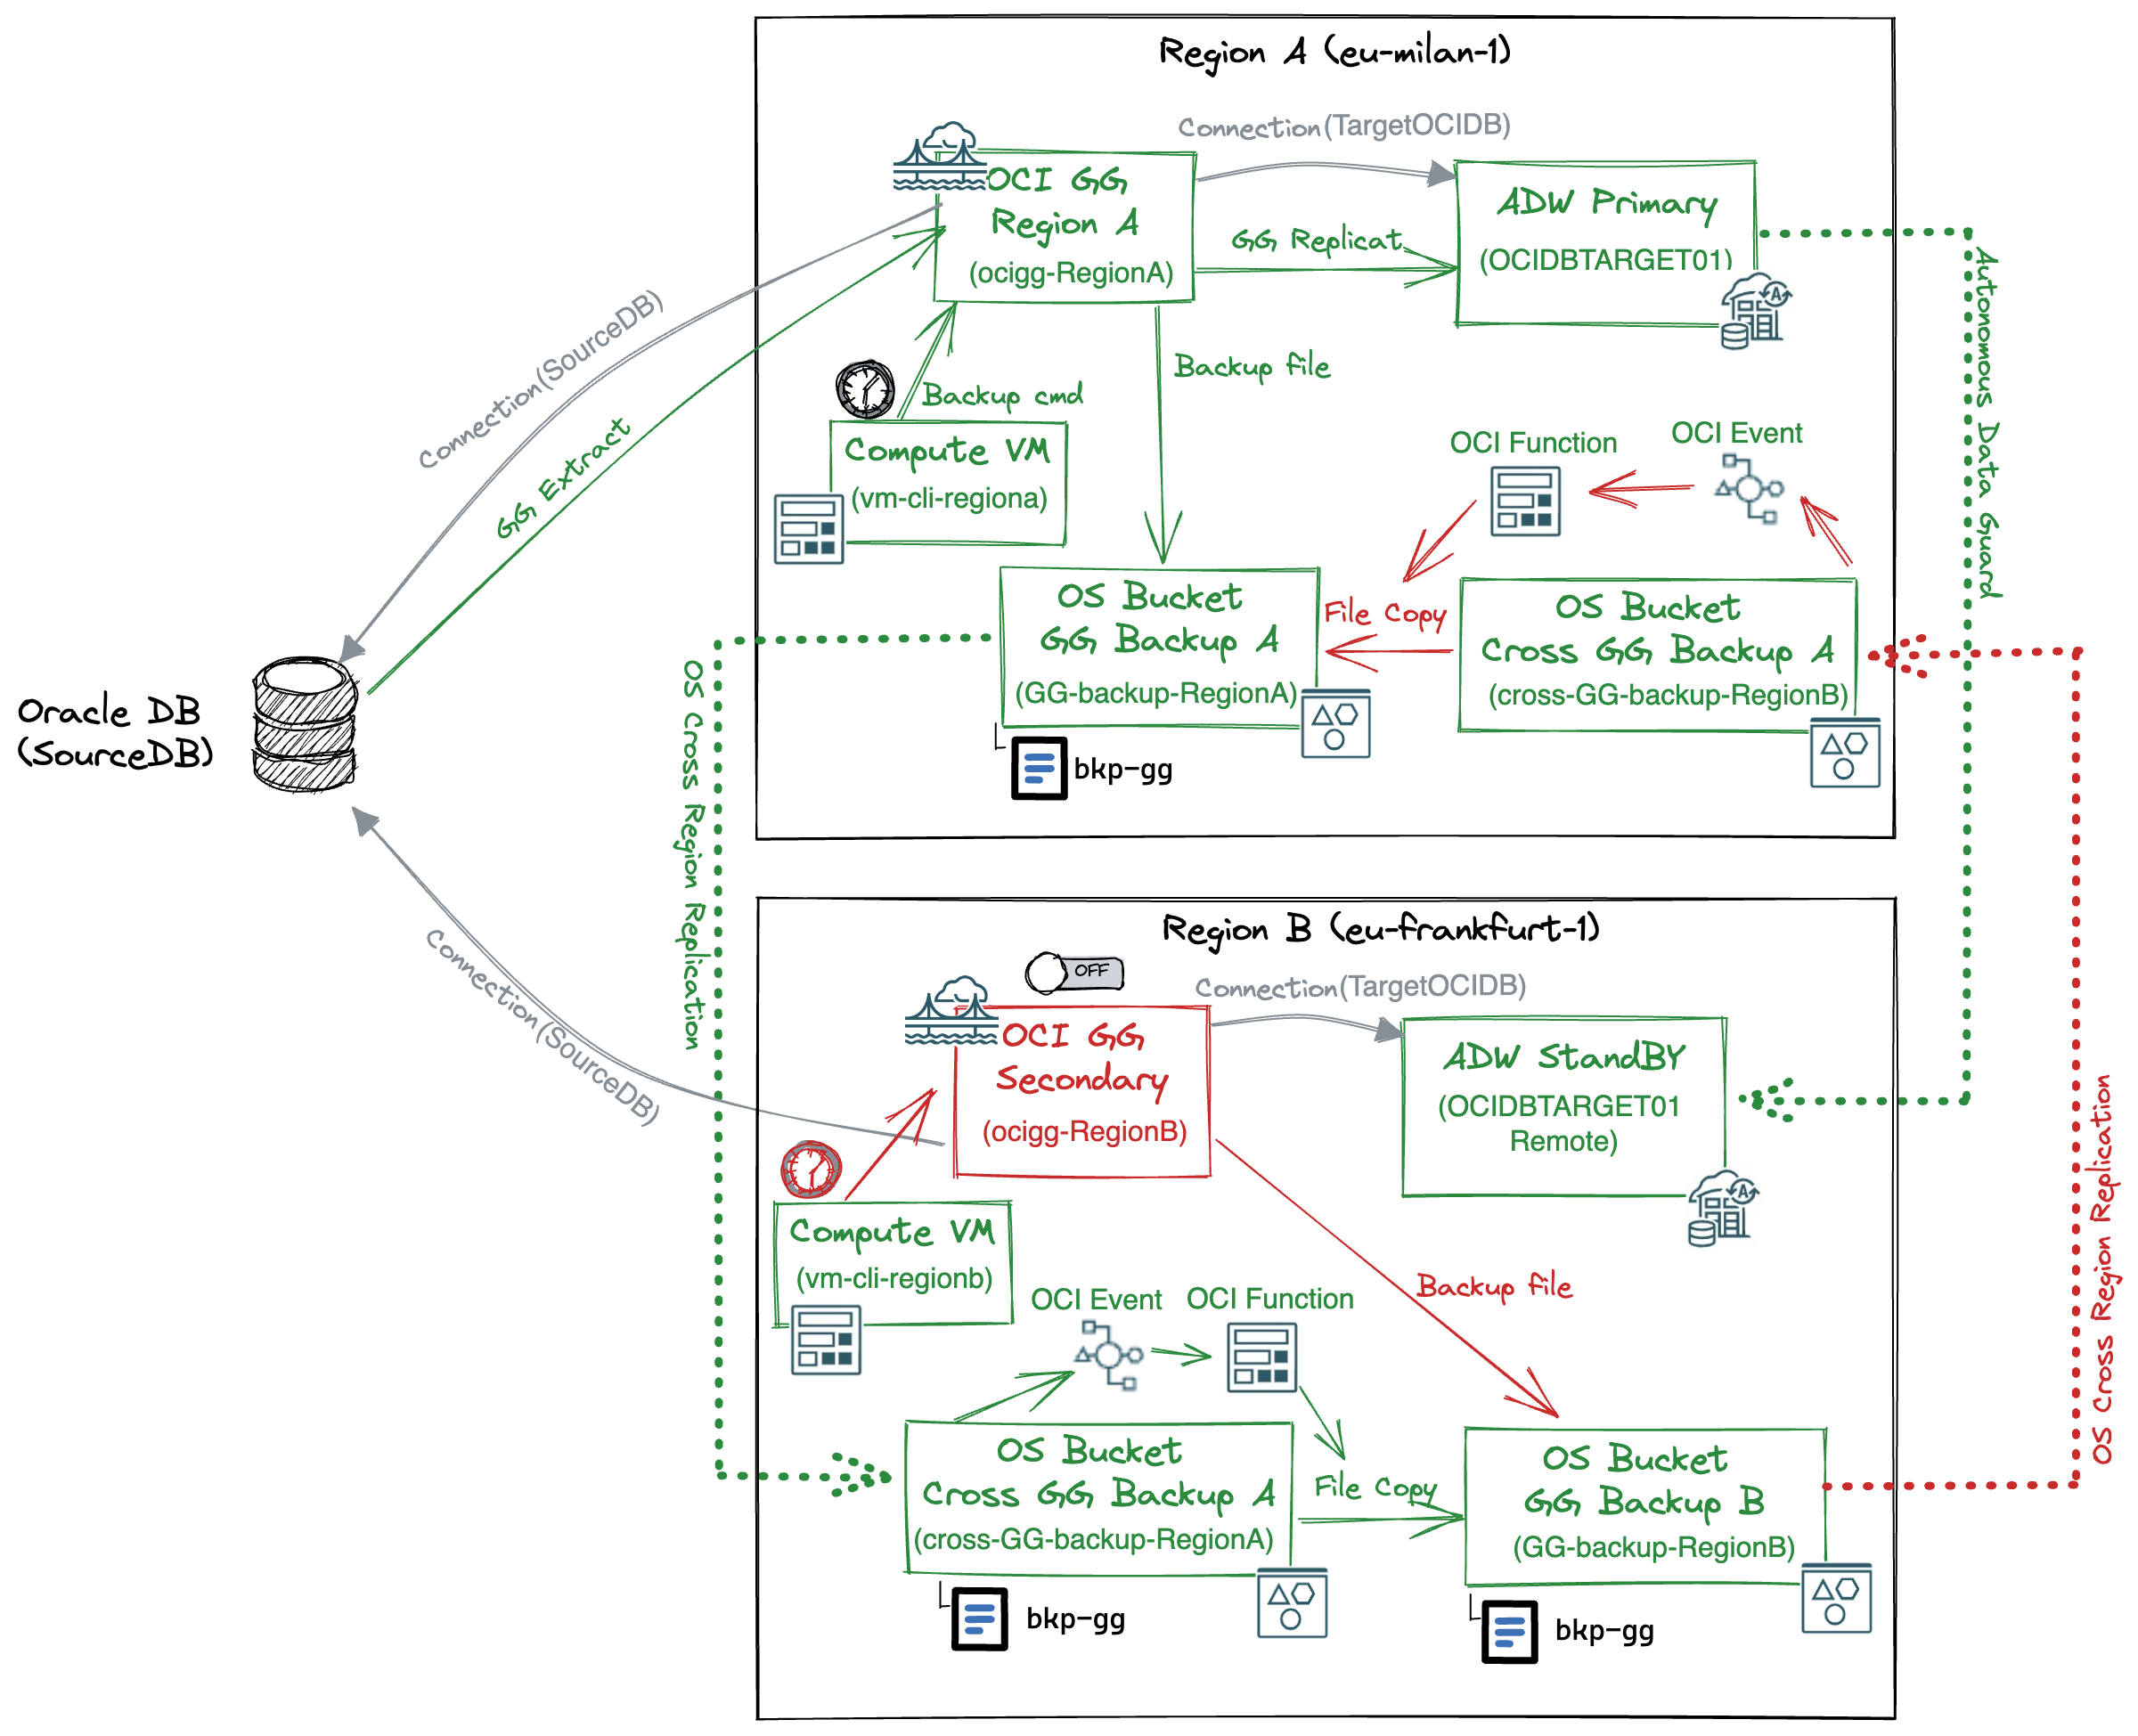 Region A (eu-milan-1)
Connection(TargetOCIDB)
OCI GG
Region A
(ocigg-RegionA)
ADW Primary
(OCIDBTARGET01)
GG Replicat
Connection(SourceDB)
GG Extract
Backup file
Backup cmd
Compute VM
(vm-cli-regiona)
OCI Function
OCI Event
Autonomous Data Guard
OS Bucket
GG Backup A
(GG-backup-RegionA)
File Copy
OS Bucket
Cross GG Backup A
(cross-GG-backup-RegionB)
bkp-gg
Oracle DB
(SourceDB)
OS Cross Region Replication
Region B (eu-frankfurt-1)
OFF
Connection(TargetOCIDB)
OCI GG
Secondary
(ocigg-RegionB)
ADW StandBY
(OCIDBTARGET01
Remote)
Connection(SourceDB)
Compute VM
(vm-cli-regionb)
Backup file
OCI Event
OCI Function
OS Cross Region Replication
OS Bucket
Cross GG Backup A
(cross-GG-backup-RegionA)
File Copy
OS Bucket
GG Backup B
(GG-backup-RegionB)
bkp-gg
bkp-gg